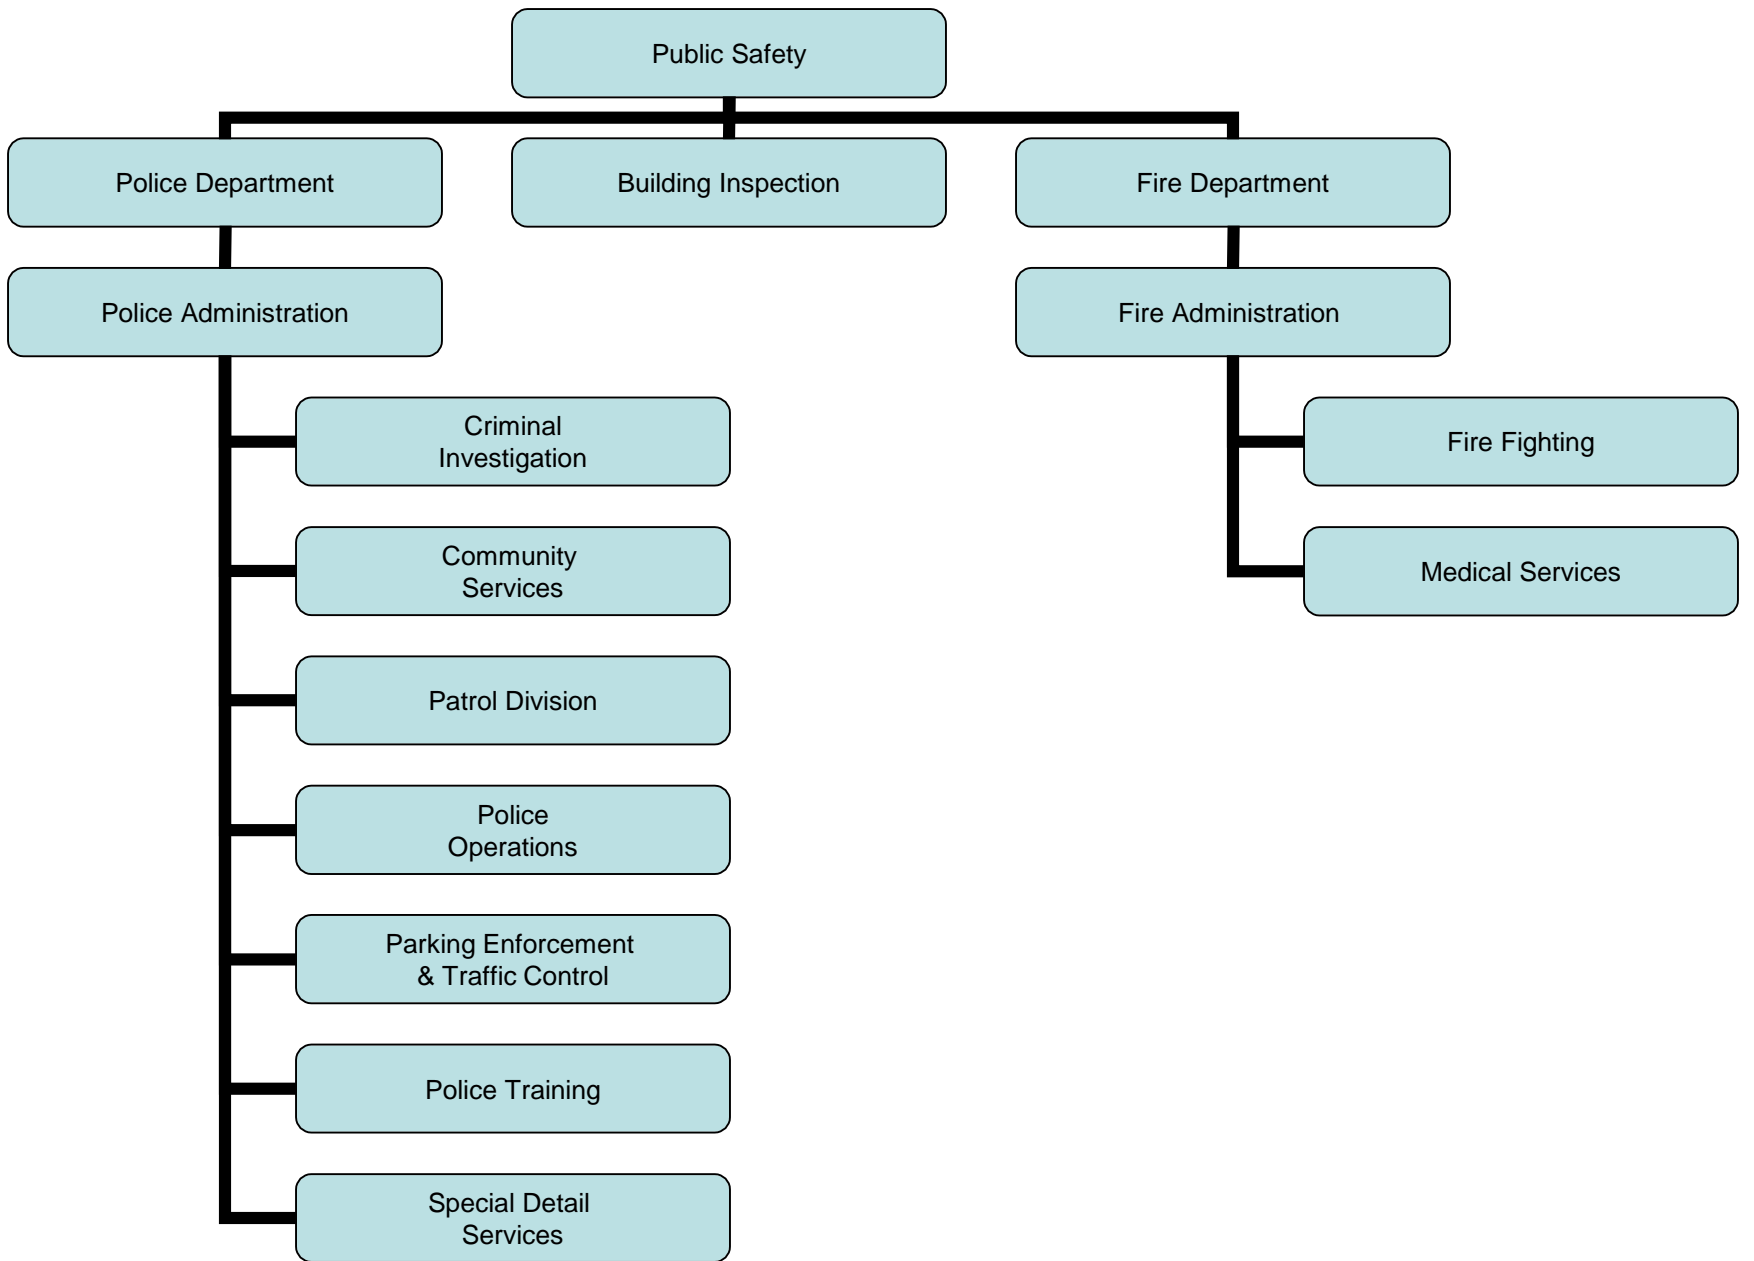 Public Safety
Police Department
Building Inspection
Fire Department
Police Administration
Fire Administration
Criminal
Investigation
Fire Fighting
Community
Services
Medical Services
Patrol Division
Police
Operations
Parking Enforcement
& Traffic Control
Police Training
Special Detail
Services